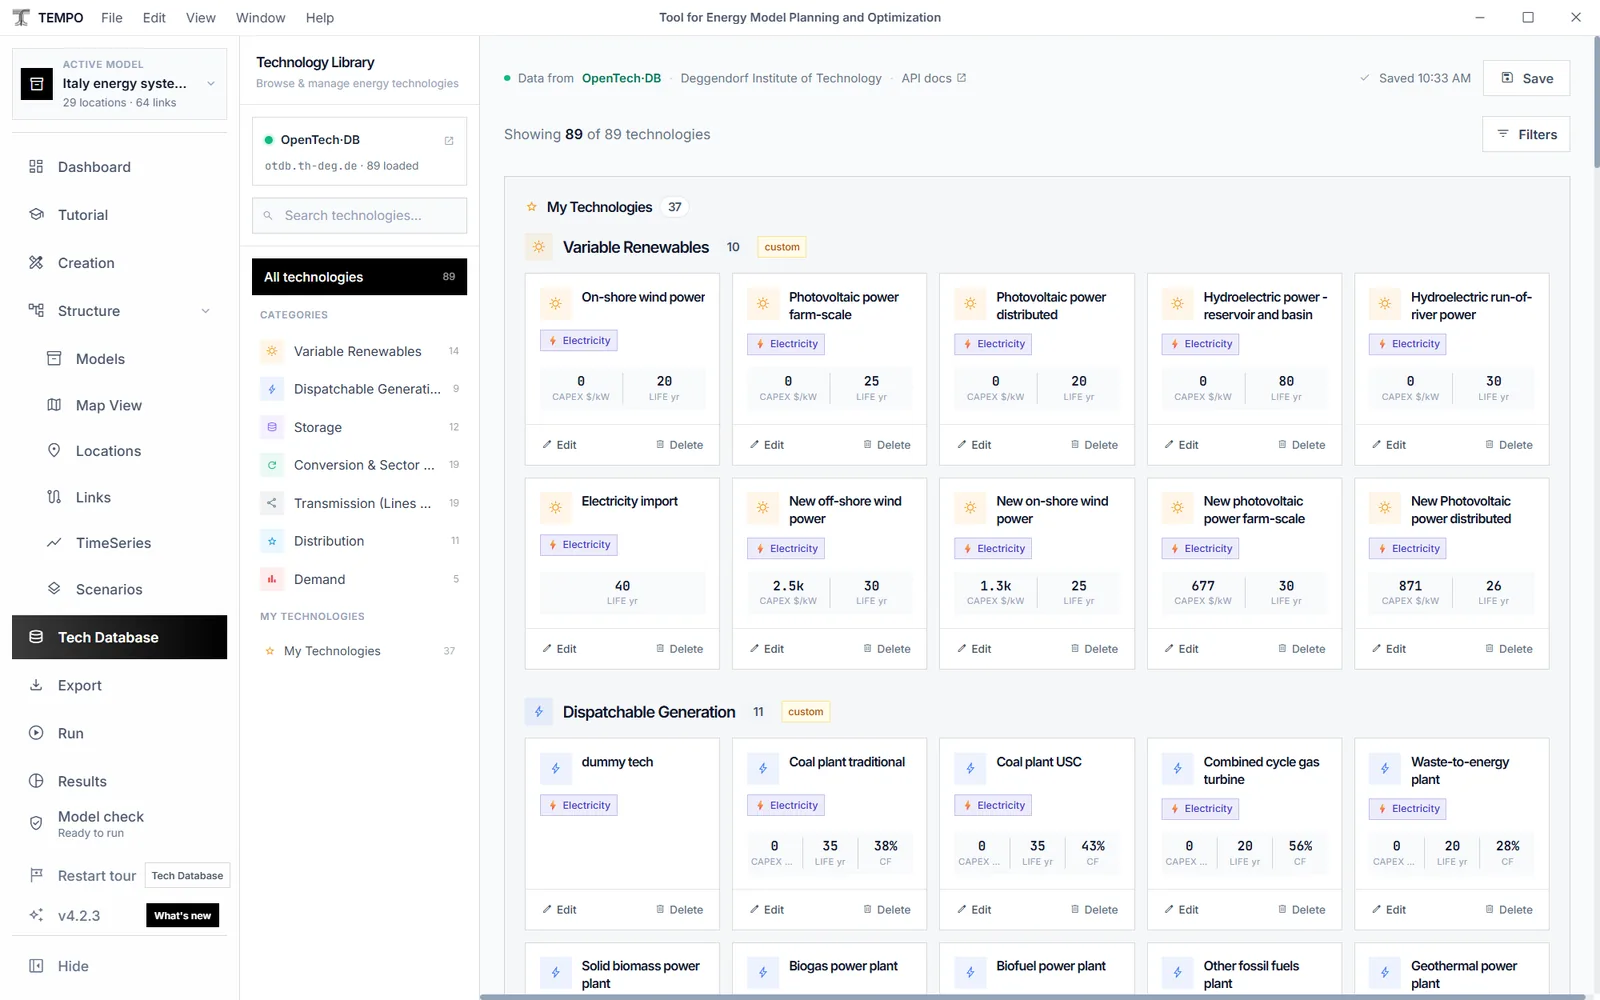 TEMPO File Edit View Window Help
Tool for Energy Model Planning and Optimization
ACTIVE MODEL
Italy energy syste...
29 locations · 64 links
Dashboard
Tutorial
Creation
Structure
Models
Map View
Locations
Links
TimeSeries
Scenarios
Tech Database
Export
Run
Results
Model check
Ready to run
Restart tour
Tech Database
v4.2.3
What's new
Hide
Technology Library
Browse & manage energy technologies
OpenTech·DB
otdb.th-deg.de · 89 loaded
Search technologies...
All technologies 89
CATEGORIES
Variable Renewables 14
Dispatchable Generati... 9
Storage 12
Conversion & Sector ... 19
Transmission (Lines ... 19
Distribution 11
Demand 5
MY TECHNOLOGIES
My Technologies 37
Data from OpenTech·DB · Deggendorf Institute of Technology · API docs
Saved 10:33 AM
Save
Showing 89 of 89 technologies
Filters
My Technologies 37
Variable Renewables 10 custom
On-shore wind power
Electricity
0 20
CAPEX $/kW LIFE yr
Edit Delete
Photovoltaic power
farm-scale
Electricity
0 25
CAPEX $/kW LIFE yr
Edit Delete
Photovoltaic power
distributed
Electricity
0 20
CAPEX $/kW LIFE yr
Edit Delete
Hydroelectric power -
reservoir and basin
Electricity
0 80
CAPEX $/kW LIFE yr
Edit Delete
Hydroelectric run-of-
river power
Electricity
0 30
CAPEX $/kW LIFE yr
Edit Delete
Electricity import
Electricity
40
LIFE yr
Edit Delete
New off-shore wind
power
Electricity
2.5k 30
CAPEX $/kW LIFE yr
Edit Delete
New on-shore wind
power
Electricity
1.3k 25
CAPEX $/kW LIFE yr
Edit Delete
New photovoltaic
power farm-scale
Electricity
677 30
CAPEX $/kW LIFE yr
Edit Delete
New Photovoltaic
power distributed
Electricity
871 26
CAPEX $/kW LIFE yr
Edit Delete
Dispatchable Generation 11 custom
dummy tech
Electricity
Edit Delete
Coal plant traditional
Electricity
0 35 38%
CAPEX ... LIFE yr CF
Edit Delete
Coal plant USC
Electricity
0 35 43%
CAPEX ... LIFE yr CF
Edit Delete
Combined cycle gas
turbine
Electricity
0 20 56%
CAPEX ... LIFE yr CF
Edit Delete
Waste-to-energy
plant
Electricity
0 20 28%
CAPEX ... LIFE yr CF
Edit Delete
Solid biomass power
plant
Biogas power plant
Biofuel power plant
Other fossil fuels
plant
Geothermal power
plant